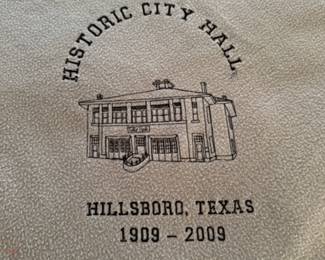 HISTORIC CITY HALL
HILLSBORO, TEXAS
1909 - 2009